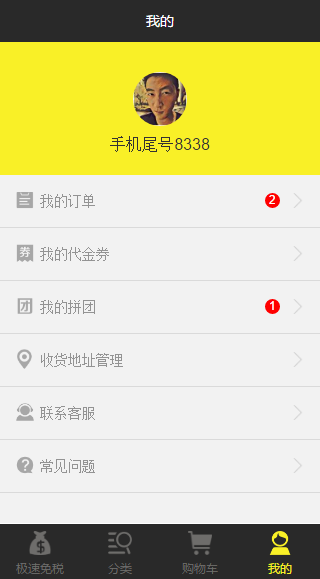 我的
手机尾号8338
我的订单 2
券 我的代金券
团 我的拼团 1
收货地址管理
联系客服
? 常见问题
$
极速免税 分类 购物车 我的